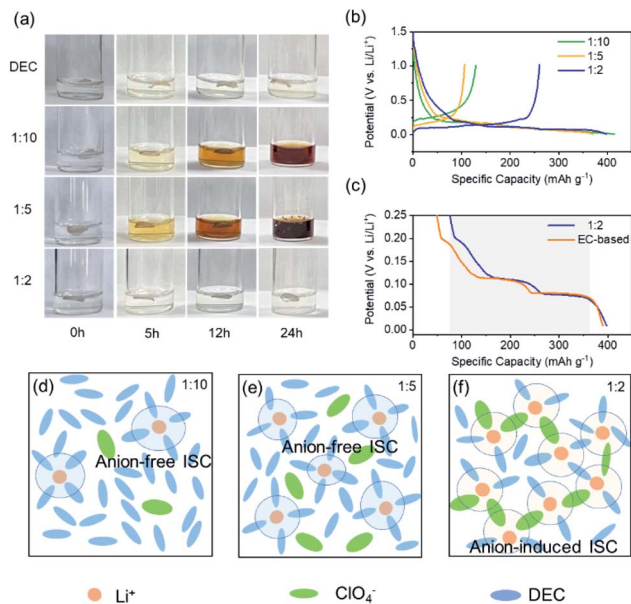 (a)
DEC
1:10
1:5
1:2
0h 5h 12h 24h
(b)
1:10
1:5
1:2
Potential (V vs. Li/Li⁺)
1.5
1.0
0.5
0.0
0 100 200 300 400
Specific Capacity (mAh g⁻¹)
(c)
1:2
EC-based
Potential (V vs. Li/Li⁺)
0.25
0.20
0.15
0.10
0.05
0.00
0 100 200 300 400
Specific Capacity (mAh g⁻¹)
(d) 1:10
Anion-free ISC
(e) 1:5
Anion-free ISC
(f) 1:2
Anion-induced ISC
Li⁺ ClO₄⁻ DEC